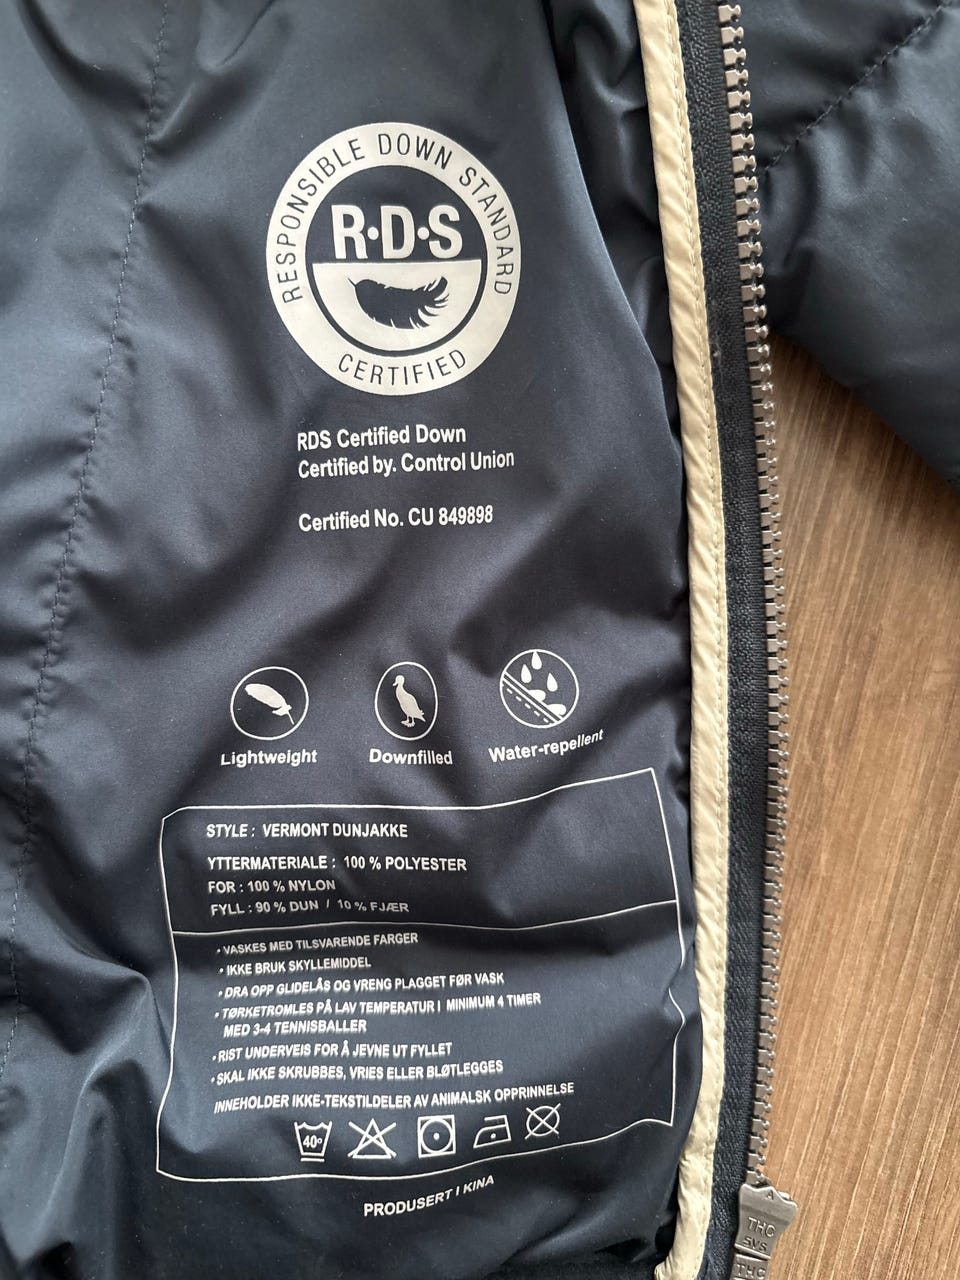 RESPONSIBLE DOWN STANDARD
R·D·S
CERTIFIED
RDS Certified Down
Certified by. Control Union
Certified No. CU 849898
Lightweight
Downfilled
Water-repellent
STYLE : VERMONT DUNJAKKE
YTTERMATERIALE : 100 % POLYESTER
FOR : 100 % NYLON
FYLL : 90 % DUN / 10 % FJÆR
• VASKES MED TILSVARENDE FARGER
• IKKE BRUK SKYLLEMIDDEL
• DRA OPP GLIDELÅS OG VRENG PLAGGET FØR VASK
• TØRKETROMLES PÅ LAV TEMPERATUR I MINIMUM 4 TIMER
MED 3-4 TENNISBALLER
• RIST UNDERVEIS FOR Å JEVNE UT FYLLET
• SKAL IKKE SKRUBBES, VRIES ELLER BLØTLEGGES
INNEHOLDER IKKE-TEKSTILDELER AV ANIMALSK OPPRINNELSE
40°
PRODUSERT I KINA
A
THC
SVS
THC